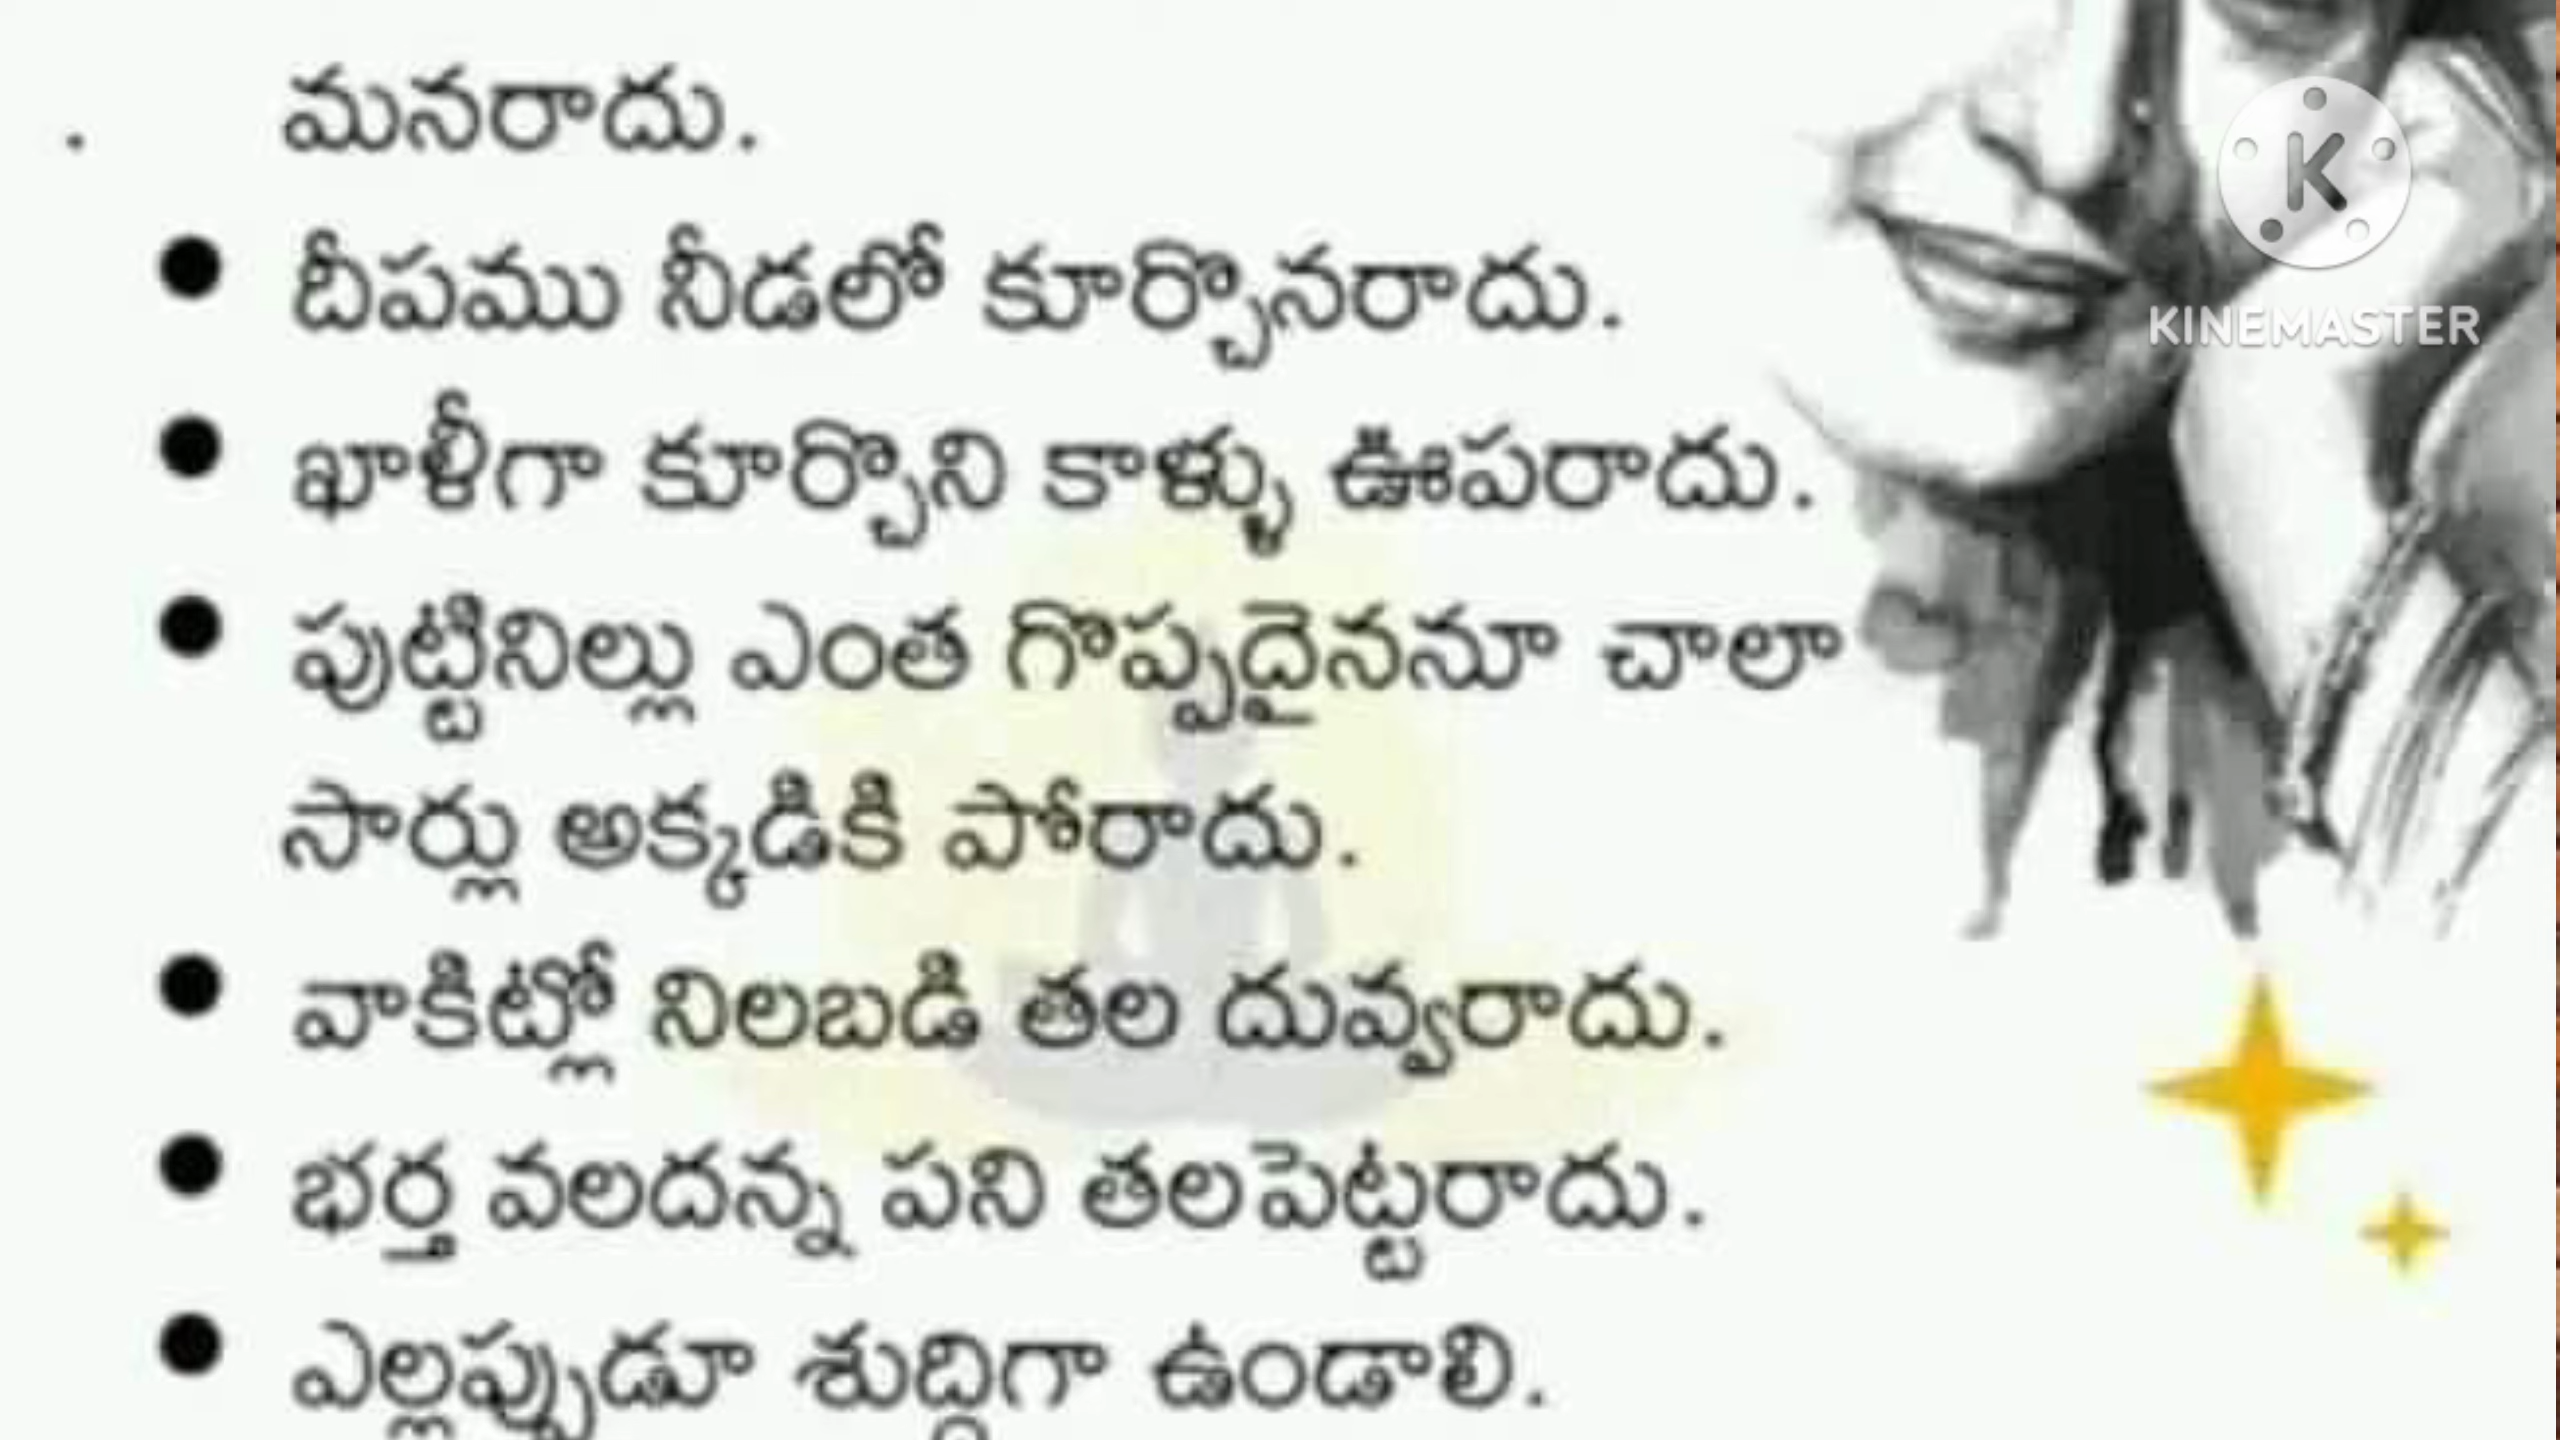 . మనరాదు.
● దీపము నీడలో కూర్చొనరాదు.
● ఖాళీగా కూర్చొని కాళ్ళు ఊపరాదు.
● పుట్టినిల్లు ఎంత గొప్పదైననూ చాలా
సార్లు అక్కడికి పోరాదు.
● వాకిట్లో నిలబడి తల దువ్వరాదు.
● భర్త వలదన్న పని తలపెట్టరాదు.
● ఎల్లప్పుడూ శుద్దిగా ఉండాలి.
K
KINEMASTER